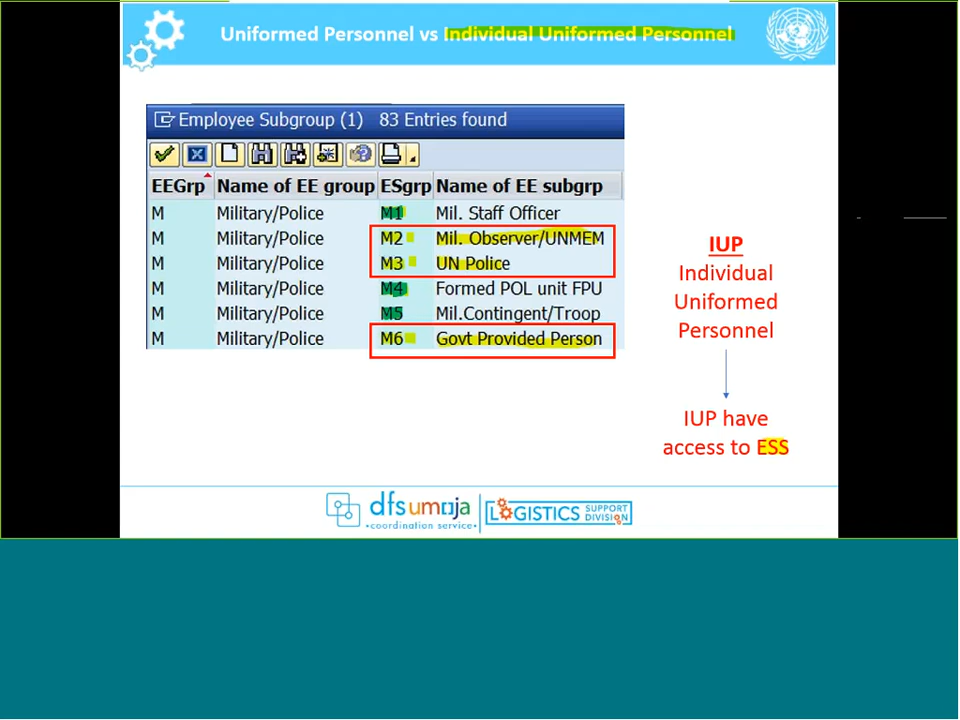 Uniformed Personnel vs Individual Uniformed Personnel
Employee Subgroup (1) 83 Entries found
EEGrp Name of EE group ESgrp Name of EE subgrp
M Military/Police M1 Mil. Staff Officer
M Military/Police M2 Mil. Observer/UNMEM
M Military/Police M3 UN Police
M Military/Police M4 Formed POL unit FPU
M Military/Police M5 Mil.Contingent/Troop
M Military/Police M6 Govt Provided Person
IUP
Individual
Uniformed
Personnel
IUP have
access to ESS
dfsumoja
•coordination service•
LOGISTICS SUPPORT
DIVISION